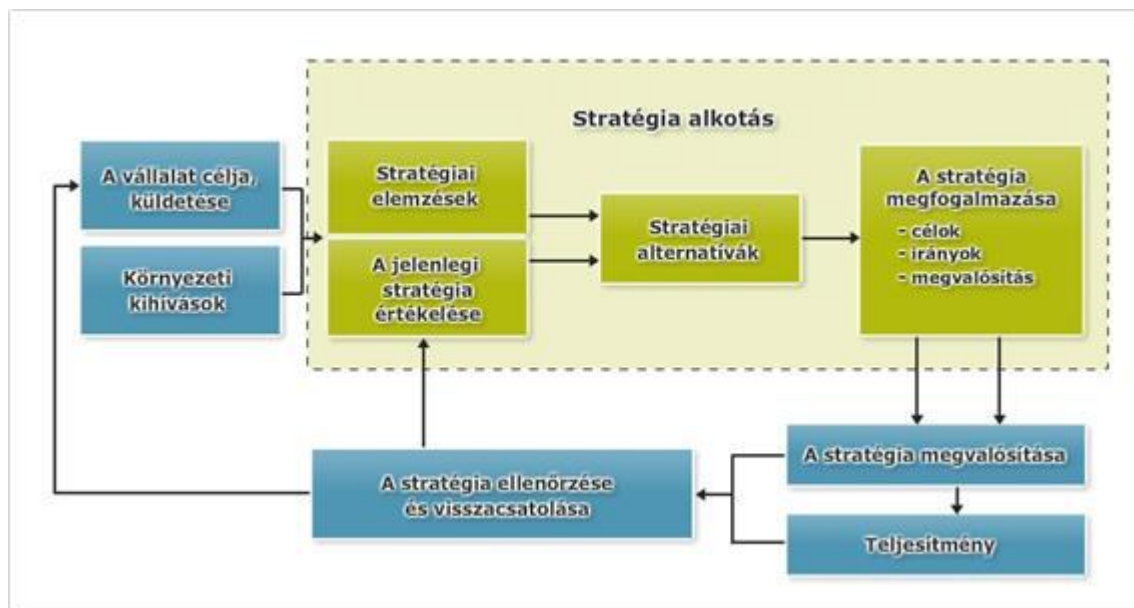 Stratégia alkotás
A vállalat célja,
küldetése
Környezeti
kihívások
Stratégiai
elemzések
A jelenlegi
stratégia
értékelése
Stratégiai
alternatívák
A stratégia
megfogalmazása
- célok
- irányok
- megvalósítás
A stratégia megvalósítása
Teljesítmény
A stratégia ellenőrzése
és visszacsatolása